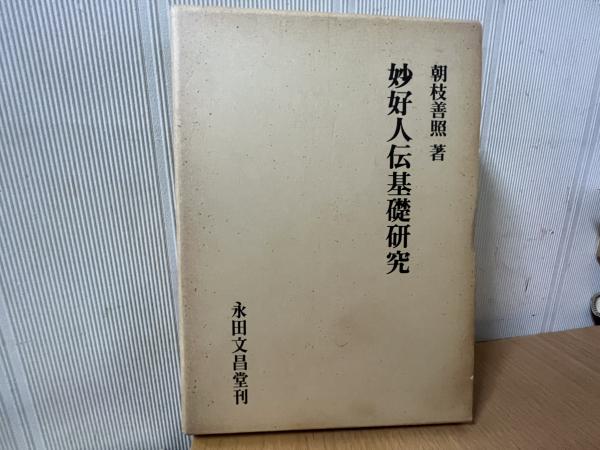 朝枝善照 著
妙好人伝基礎研究
永田文昌堂刊